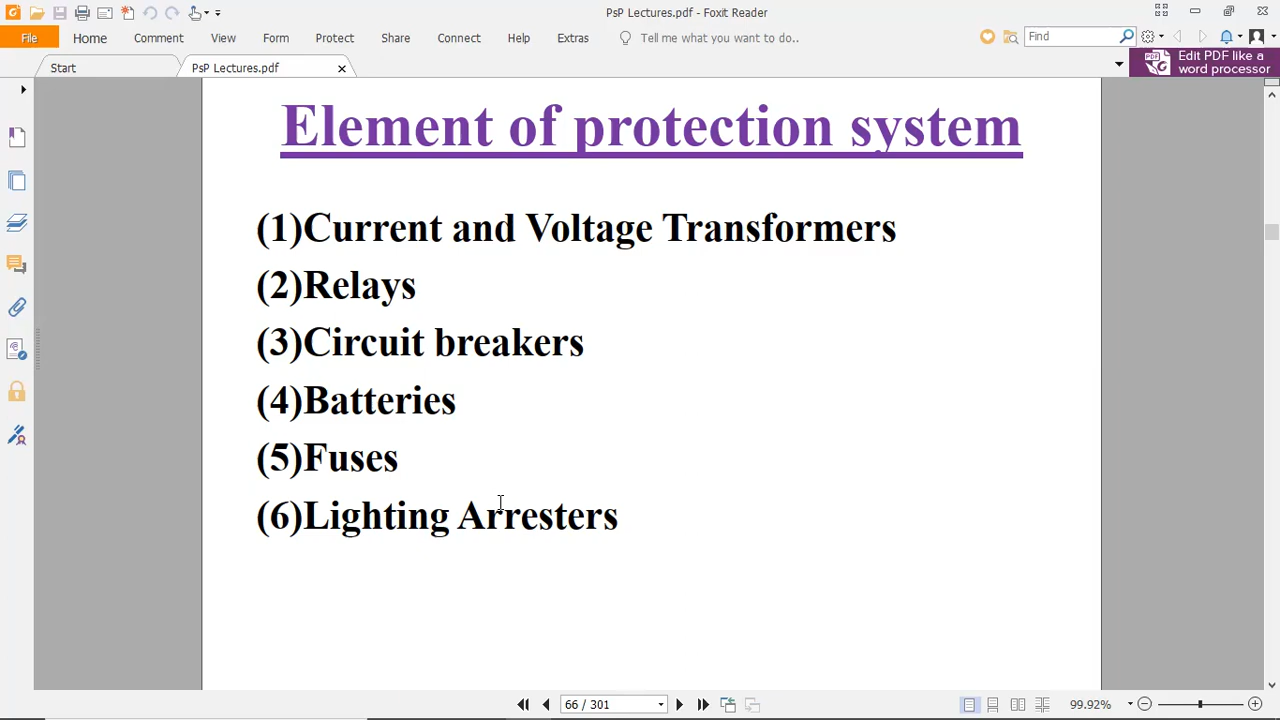 PsP Lectures.pdf - Foxit Reader
File Home Comment View Form Protect Share Connect Help Extras Tell me what you want to do.. Find
Start PsP Lectures.pdf
Edit PDF like a
word processor
Element of protection system
(1)Current and Voltage Transformers
(2)Relays
(3)Circuit breakers
(4)Batteries
(5)Fuses
(6)Lighting Arresters
66 / 301 99.92%